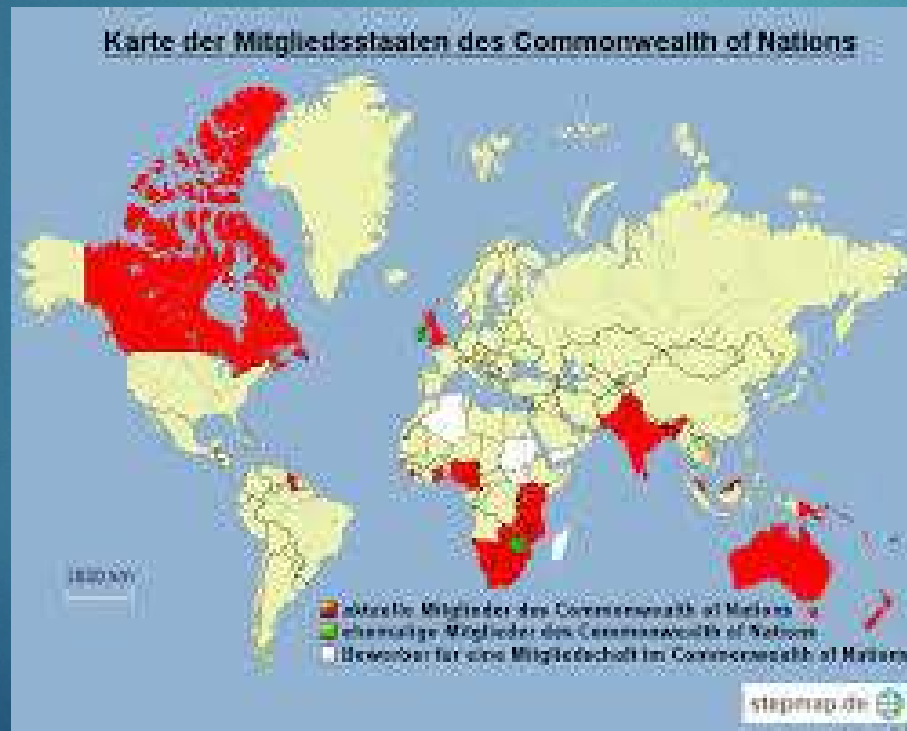 Karte der Mitgliedsstaaten des Commonwealth of Nations
aktuelle Mitglieder des Commonwealth of Nations
ehemalige Mitglieder des Commonwealth of Nations
Bewerber für eine Mitgliedschaft im Commonwealth of Nations
stepmap.de